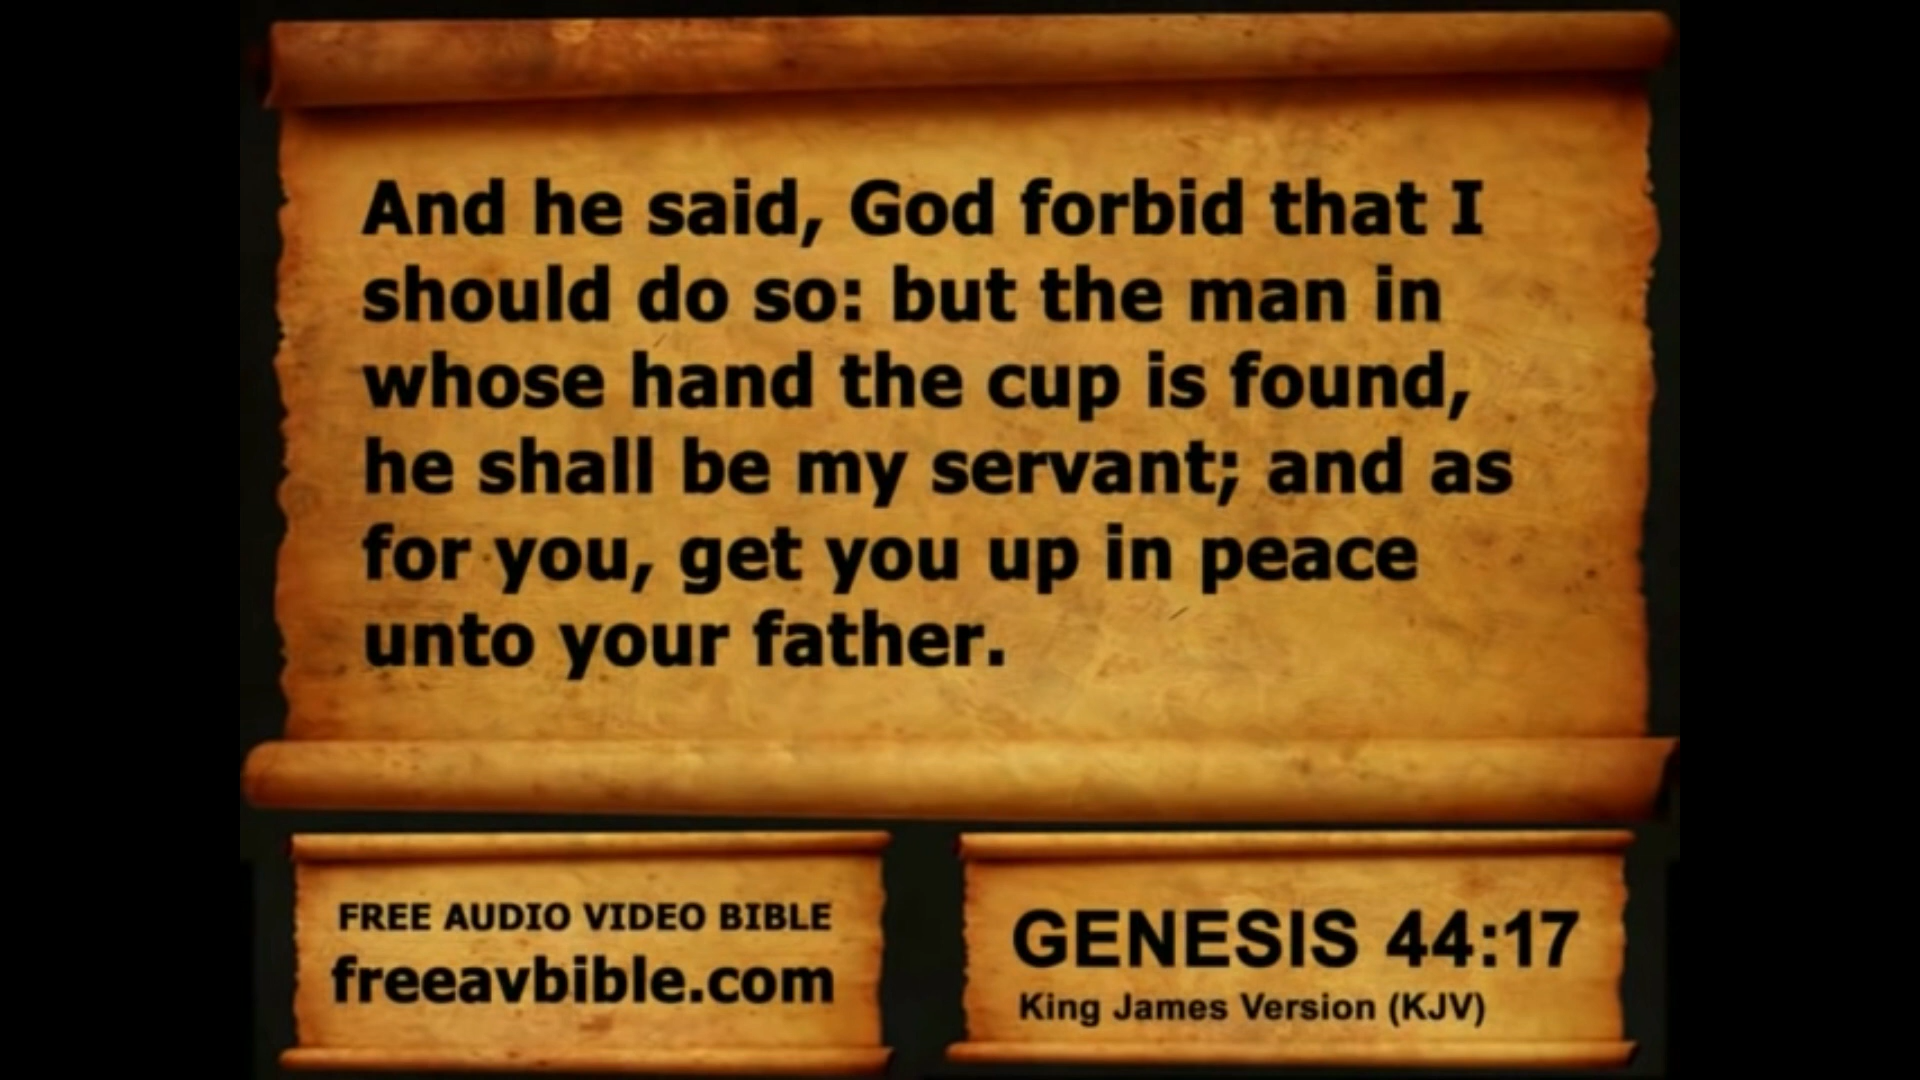 And he said, God forbid that I
should do so: but the man in
whose hand the cup is found,
he shall be my servant; and as
for you, get you up in peace
unto your father.
FREE AUDIO VIDEO BIBLE
freeavbible.com
GENESIS 44:17
King James Version (KJV)